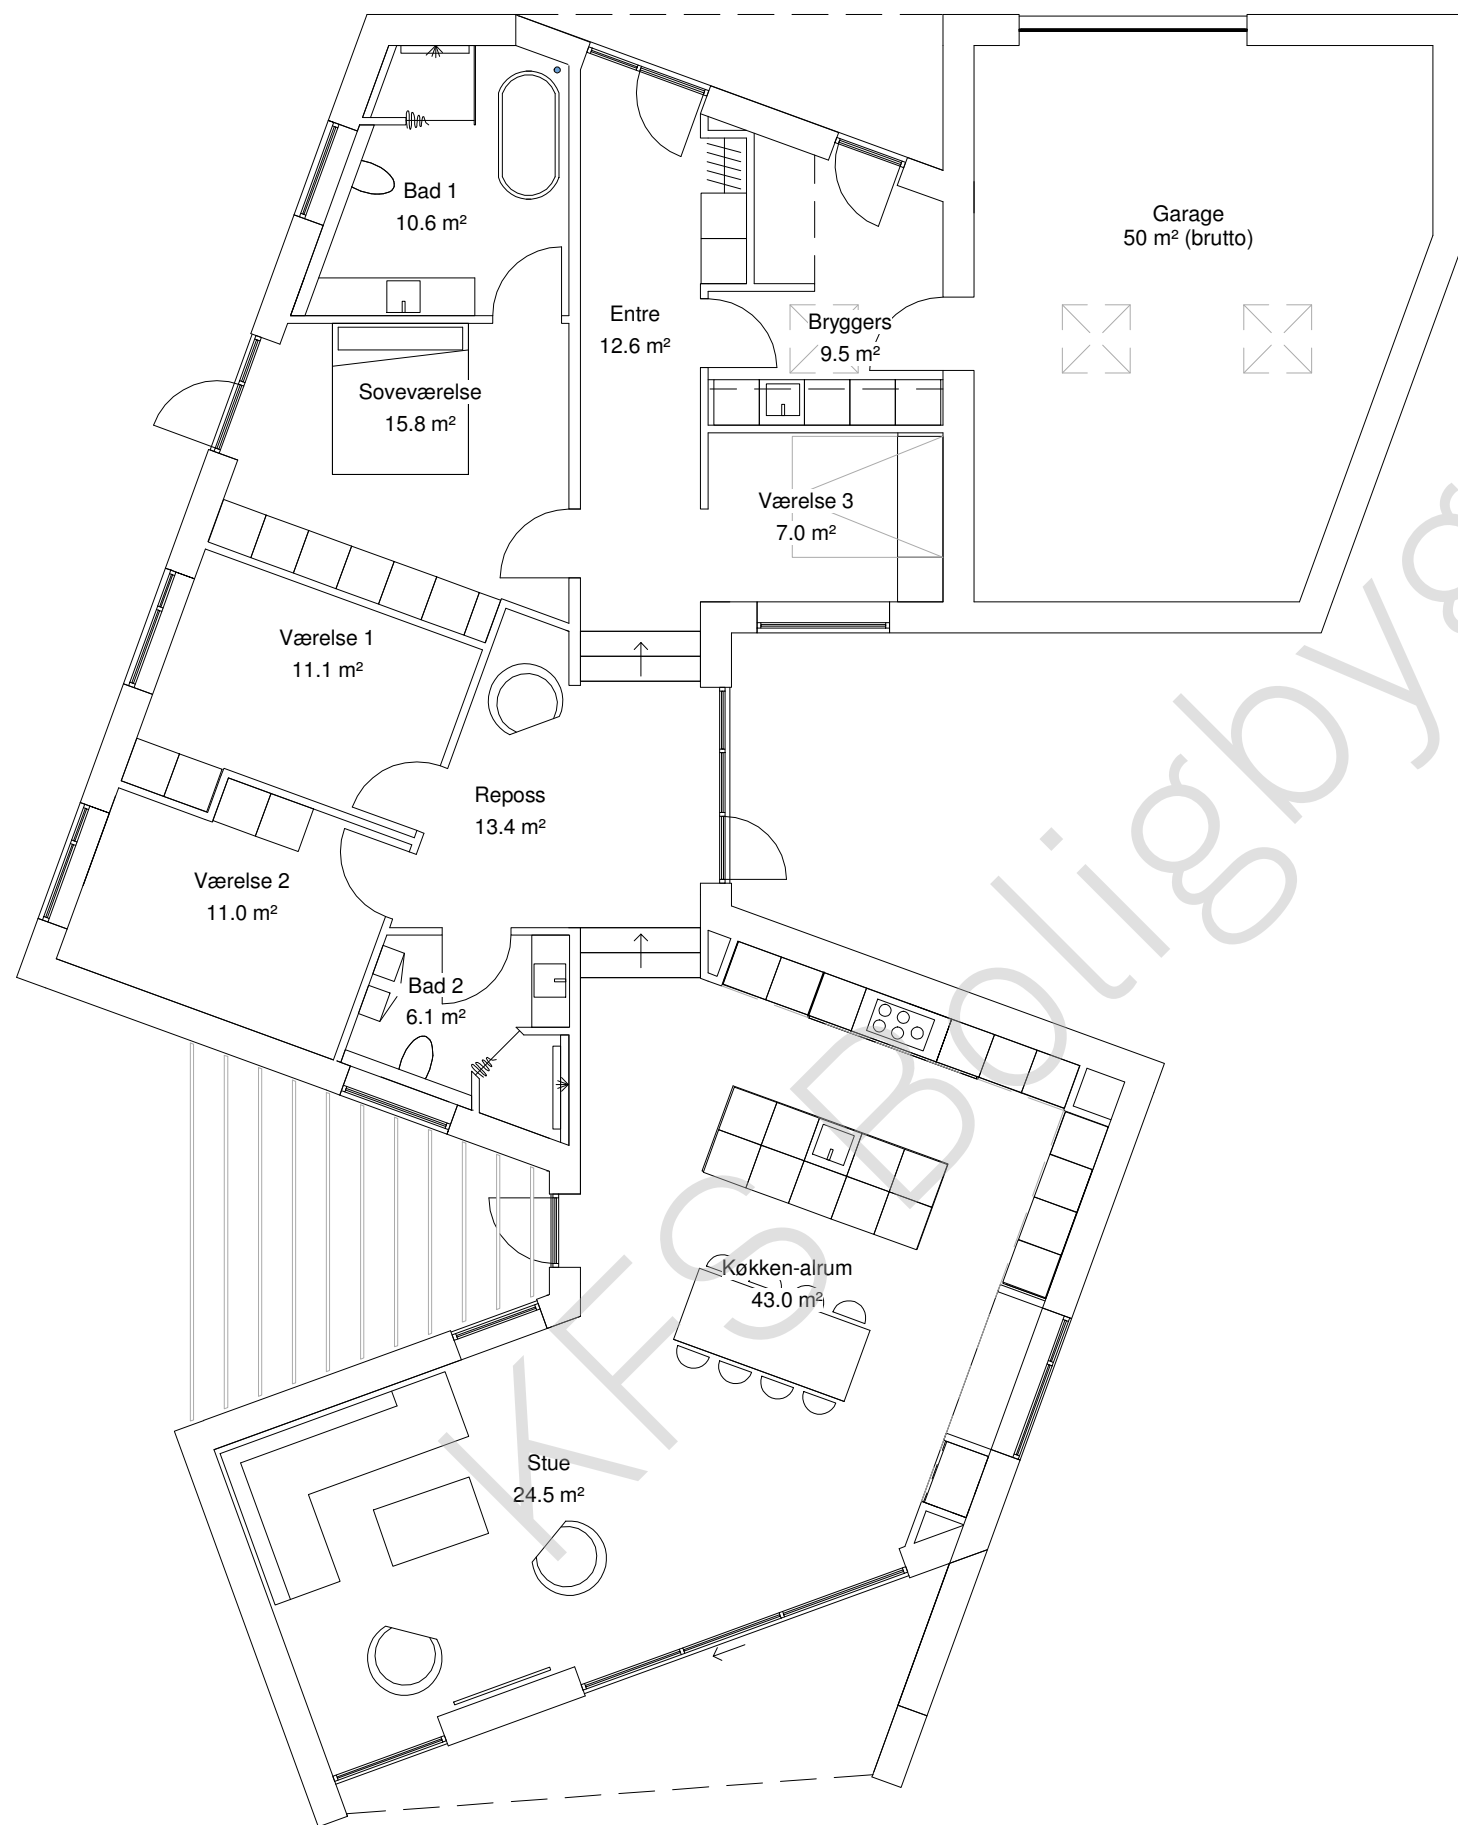 Bad 1
10.6 m²
Garage
50 m² (brutto)
Entre
12.6 m²
Bryggers
9.5 m²
Soveværelse
15.8 m²
Værelse 3
7.0 m²
Værelse 1
11.1 m²
Reposs
13.4 m²
Værelse 2
11.0 m²
Bad 2
6.1 m²
Køkken-alrum
43.0 m²
Stue
24.5 m²
KFS Boligbyg